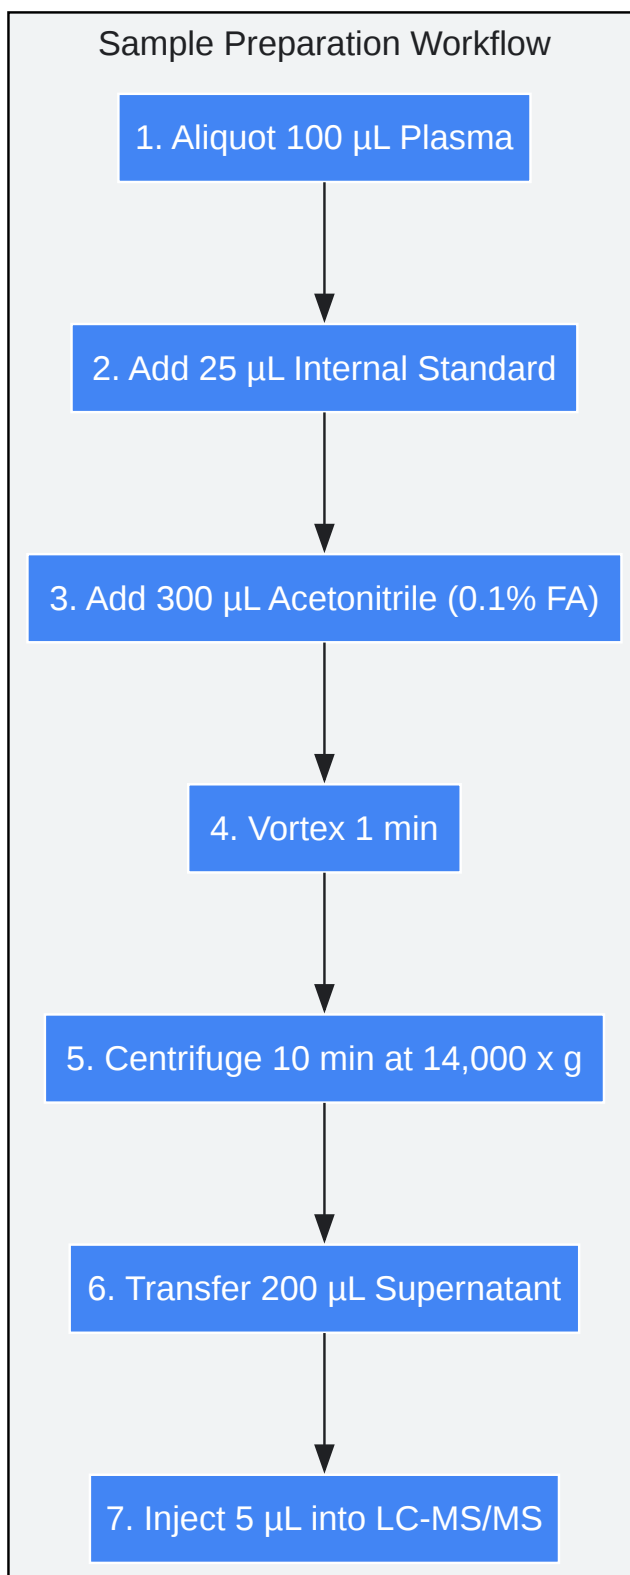 Sample Preparation Workflow
1. Aliquot 100 µL Plasma
2. Add 25 µL Internal Standard
3. Add 300 µL Acetonitrile (0.1% FA)
4. Vortex 1 min
5. Centrifuge 10 min at 14,000 x g
6. Transfer 200 µL Supernatant
7. Inject 5 µL into LC-MS/MS